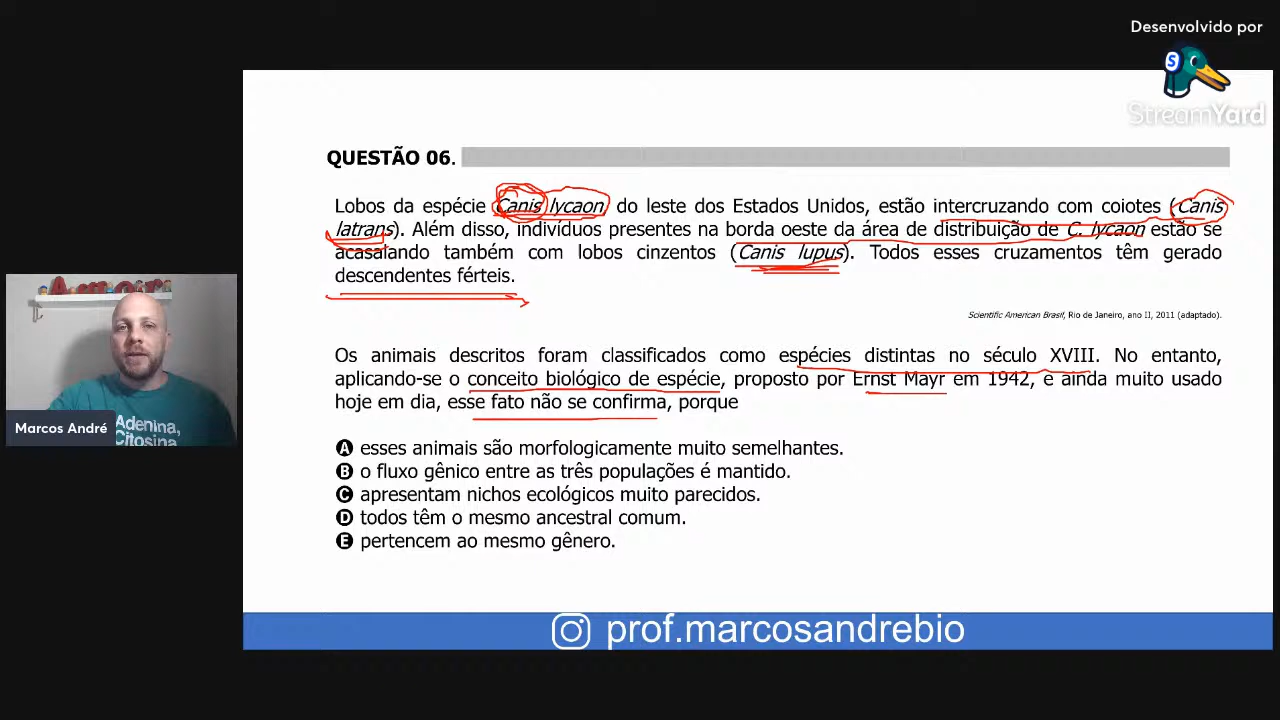 Desenvolvido por
S
StreamYard
QUESTÃO 06.
Lobos da espécie Canis lycaon do leste dos Estados Unidos, estão intercruzando com coiotes (Canis
latrans). Além disso, indivíduos presentes na borda oeste da área de distribuição de C. lycaon estão se
acasalando também com lobos cinzentos (Canis lupus). Todos esses cruzamentos têm gerado
descendentes férteis.
Scientific American Brasil, Rio de Janeiro, ano II, 2011 (adaptado).
Os animais descritos foram classificados como espécies distintas no século XVIII. No entanto,
aplicando-se o conceito biológico de espécie, proposto por Ernst Mayr em 1942, e ainda muito usado
hoje em dia, esse fato não se confirma, porque
A esses animais são morfologicamente muito semelhantes.
B o fluxo gênico entre as três populações é mantido.
C apresentam nichos ecológicos muito parecidos.
D todos têm o mesmo ancestral comum.
E pertencem ao mesmo gênero.
Marcos André
Adenina,
Citosina
prof.marcosandrebio